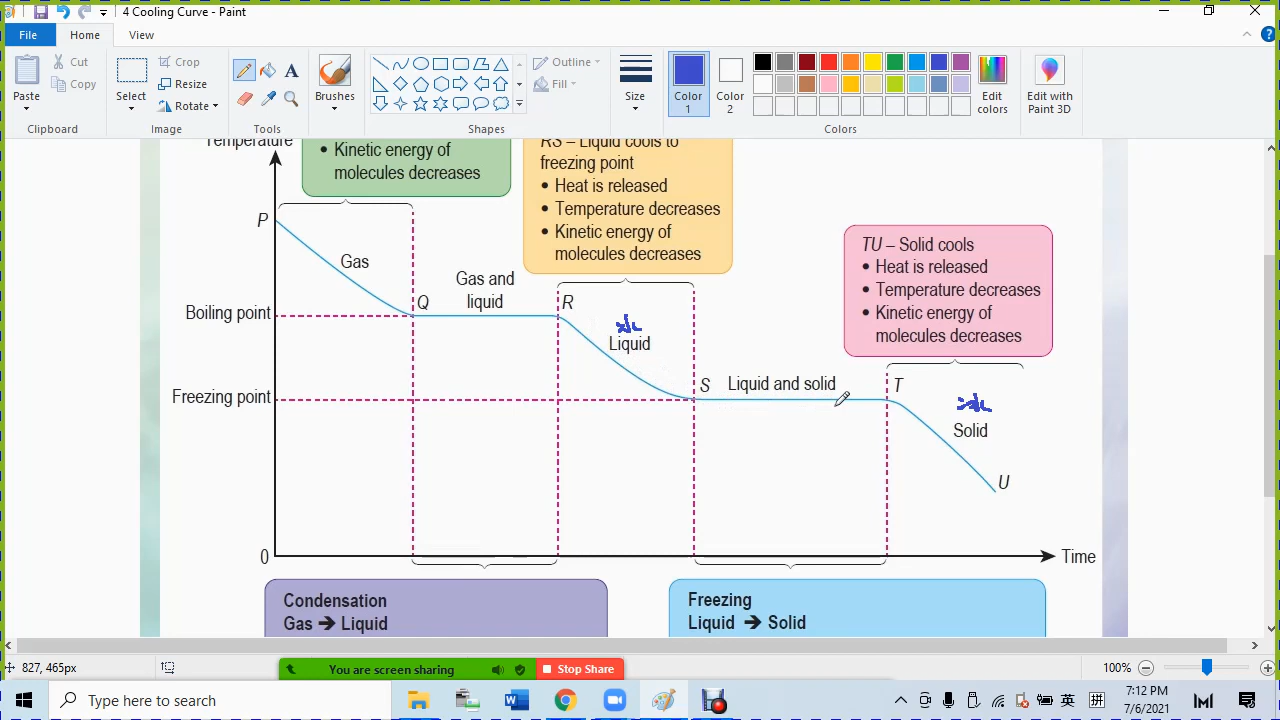 4 Cooling Curve - Paint
File
Home
View
Paste
Cut
Copy
Clipboard
Select
Crop
Resize
Rotate
Image
A
Tools
Brushes
Outline
Fill
Shapes
Size
Color
1
Color
2
Edit
colors
Edit with
Paint 3D
Colors
Temperature
• Kinetic energy of
molecules decreases
RS – Liquid cools to
freezing point
• Heat is released
• Temperature decreases
• Kinetic energy of
molecules decreases
TU – Solid cools
• Heat is released
• Temperature decreases
• Kinetic energy of
molecules decreases
P
Gas
Boiling point
Q
Gas and
liquid
R
Liquid
Freezing point
S
Liquid and solid
T
Solid
U
0
Time
Condensation
Gas ➔ Liquid
Freezing
Liquid ➔ Solid
827, 465px
You are screen sharing
Stop Share
100%
Type here to search
英
拼
7:12 PM
7/6/2021